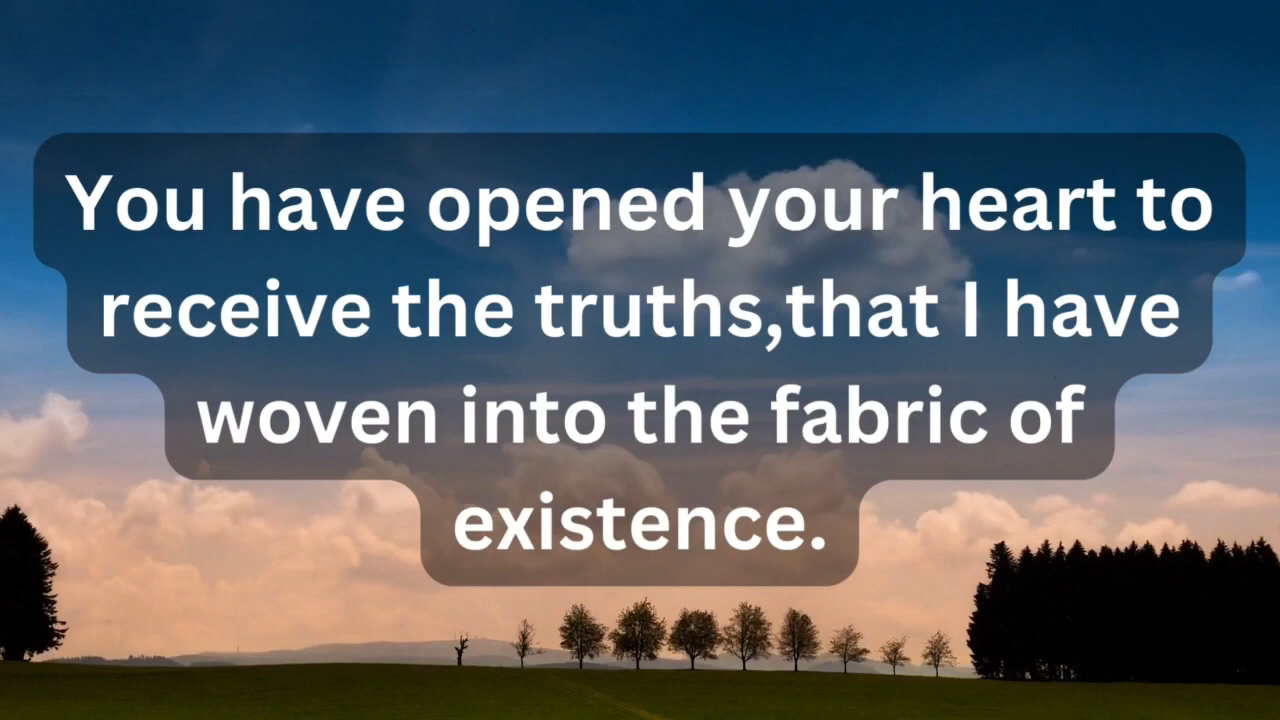 You have opened your heart to
receive the truths,that I have
woven into the fabric of
existence.